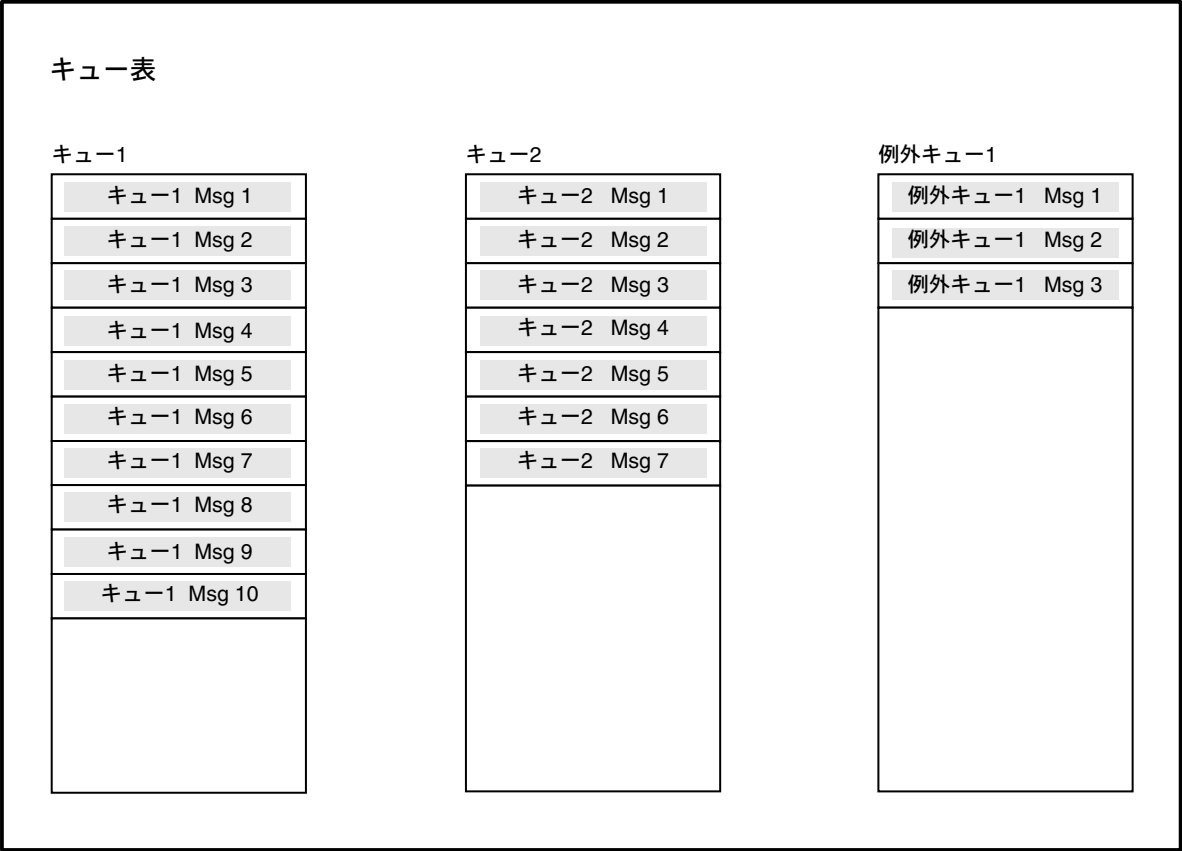 キュー表
キュー1
キュー1 Msg 1
キュー1 Msg 2
キュー1 Msg 3
キュー1 Msg 4
キュー1 Msg 5
キュー1 Msg 6
キュー1 Msg 7
キュー1 Msg 8
キュー1 Msg 9
キュー1 Msg 10
キュー2
キュー2 Msg 1
キュー2 Msg 2
キュー2 Msg 3
キュー2 Msg 4
キュー2 Msg 5
キュー2 Msg 6
キュー2 Msg 7
例外キュー1
例外キュー1 Msg 1
例外キュー1 Msg 2
例外キュー1 Msg 3